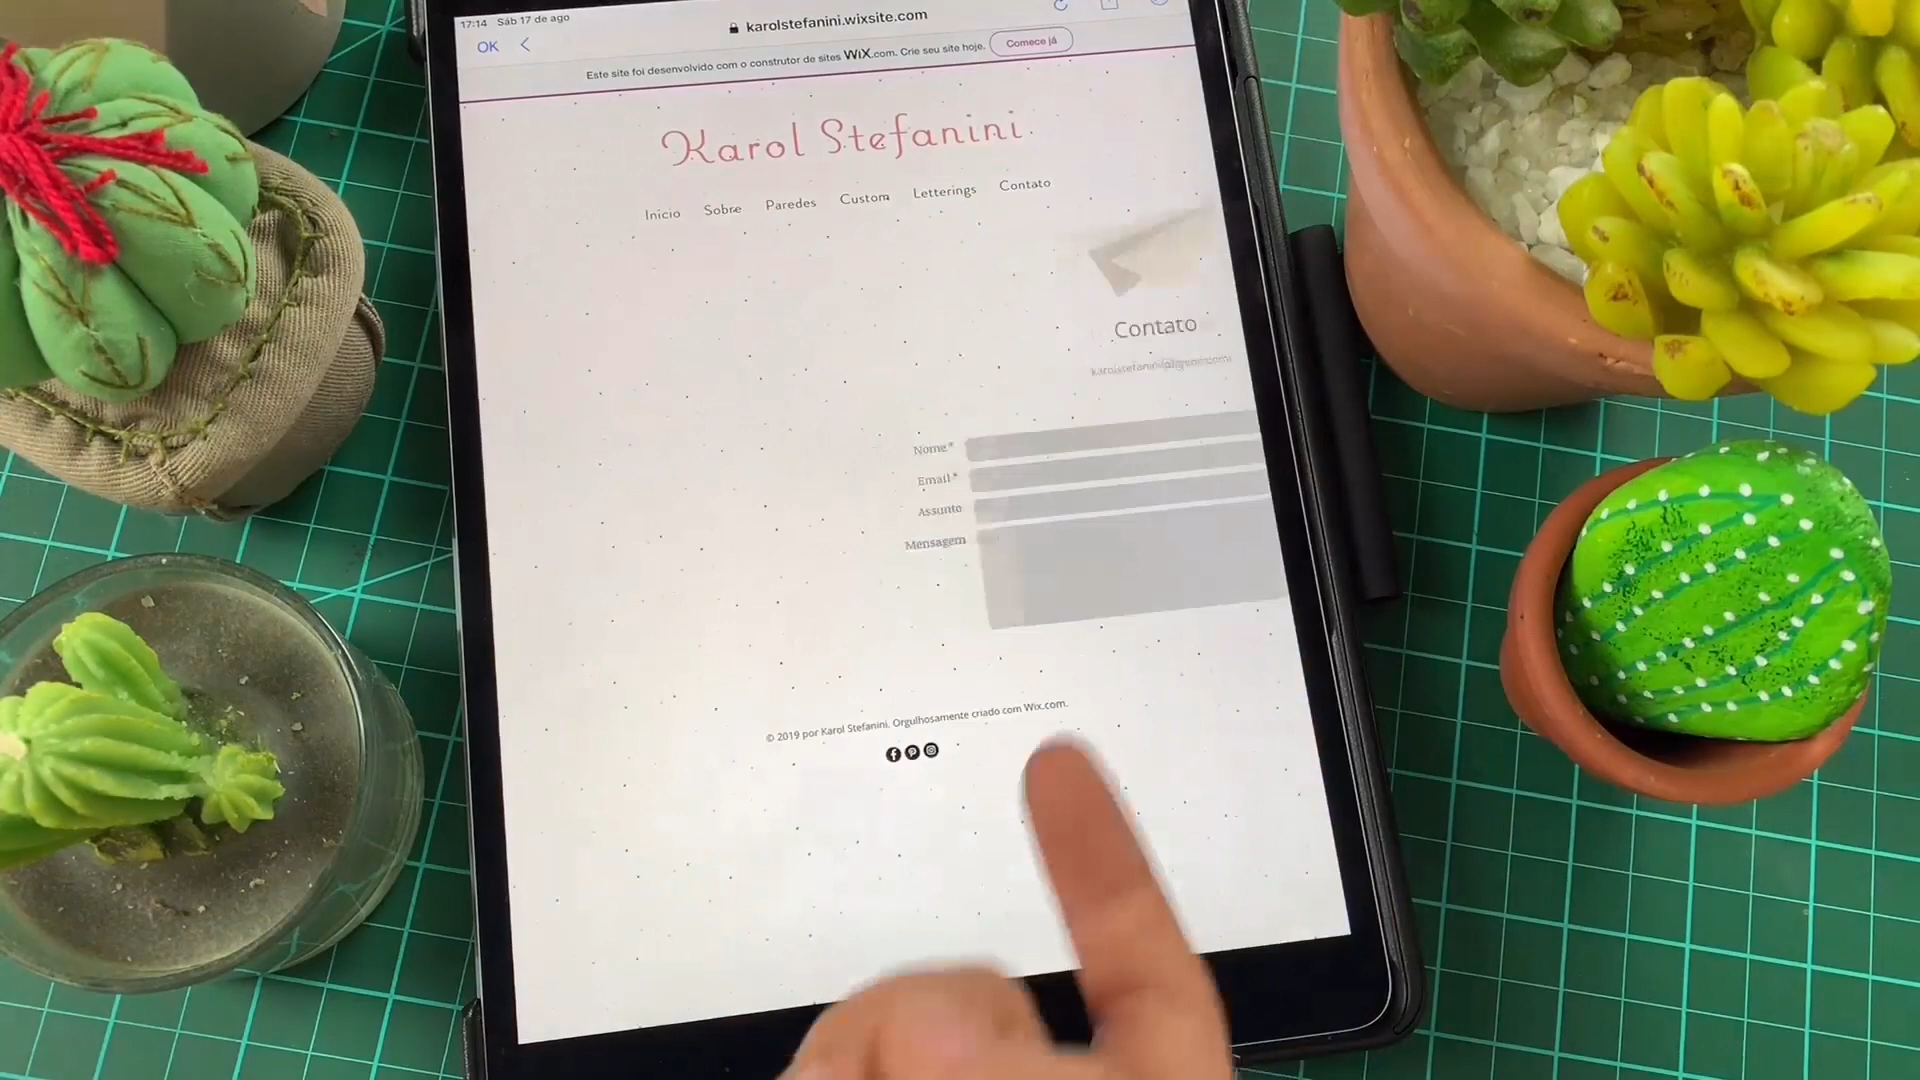 17:14 Sáb 17 de ago
karolstefanini.wixsite.com
OK
Este site foi desenvolvido com o construtor de sites WiX.com. Crie seu site hoje. Comece já
Karol Stefanini
Inicio Sobre Paredes Custom Letterings Contato
Contato
Nome*
Email*
Assunto
Mensagem
© 2019 por Karol Stefanini. Orgulhosamente criado com Wix.com.